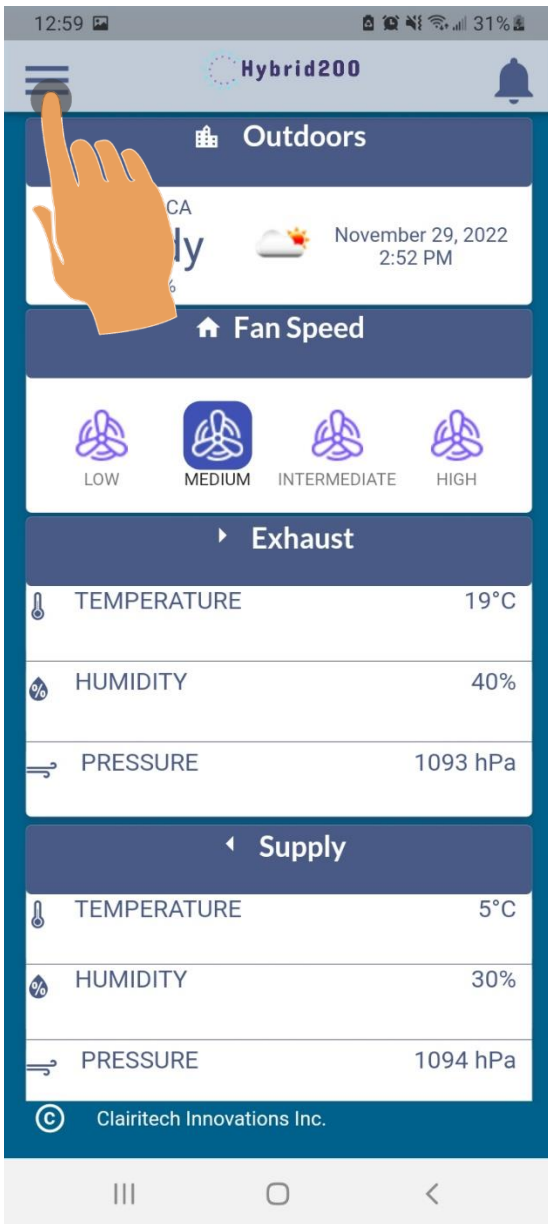 12:59 31%
Hybrid200
Outdoors
CA
November 29, 2022
2:52 PM
%
Fan Speed
LOW MEDIUM INTERMEDIATE HIGH
Exhaust
TEMPERATURE 19°C
% HUMIDITY 40%
PRESSURE 1093 hPa
Supply
TEMPERATURE 5°C
% HUMIDITY 30%
PRESSURE 1094 hPa
© Clairitech Innovations Inc.